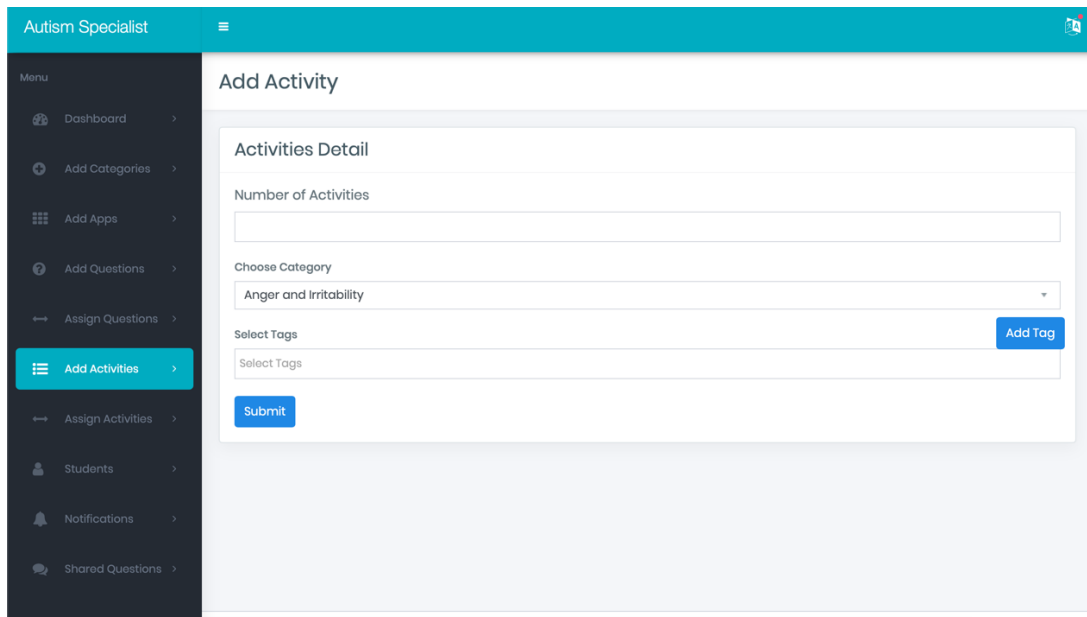 Autism Specialist
Menu
Dashboard
Add Categories
Add Apps
Add Questions
Assign Questions
Add Activities
Assign Activities
Students
Notifications
Shared Questions
Add Activity
Activities Detail
Number of Activities
Choose Category
Anger and Irritability
Select Tags
Add Tag
Select Tags
Submit